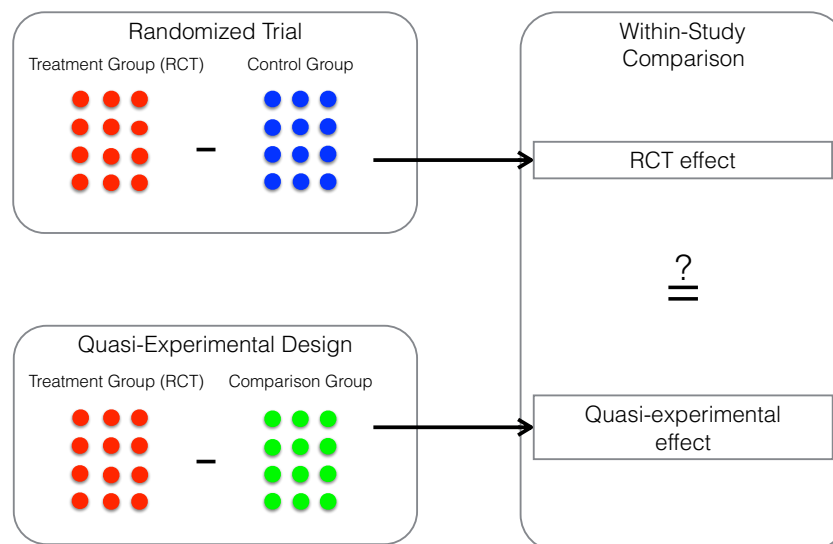 Randomized Trial
Treatment Group (RCT)
Control Group
–
Within-Study
Comparison
RCT effect
?
=
Quasi-Experimental Design
Treatment Group (RCT)
Comparison Group
–
Quasi-experimental
effect